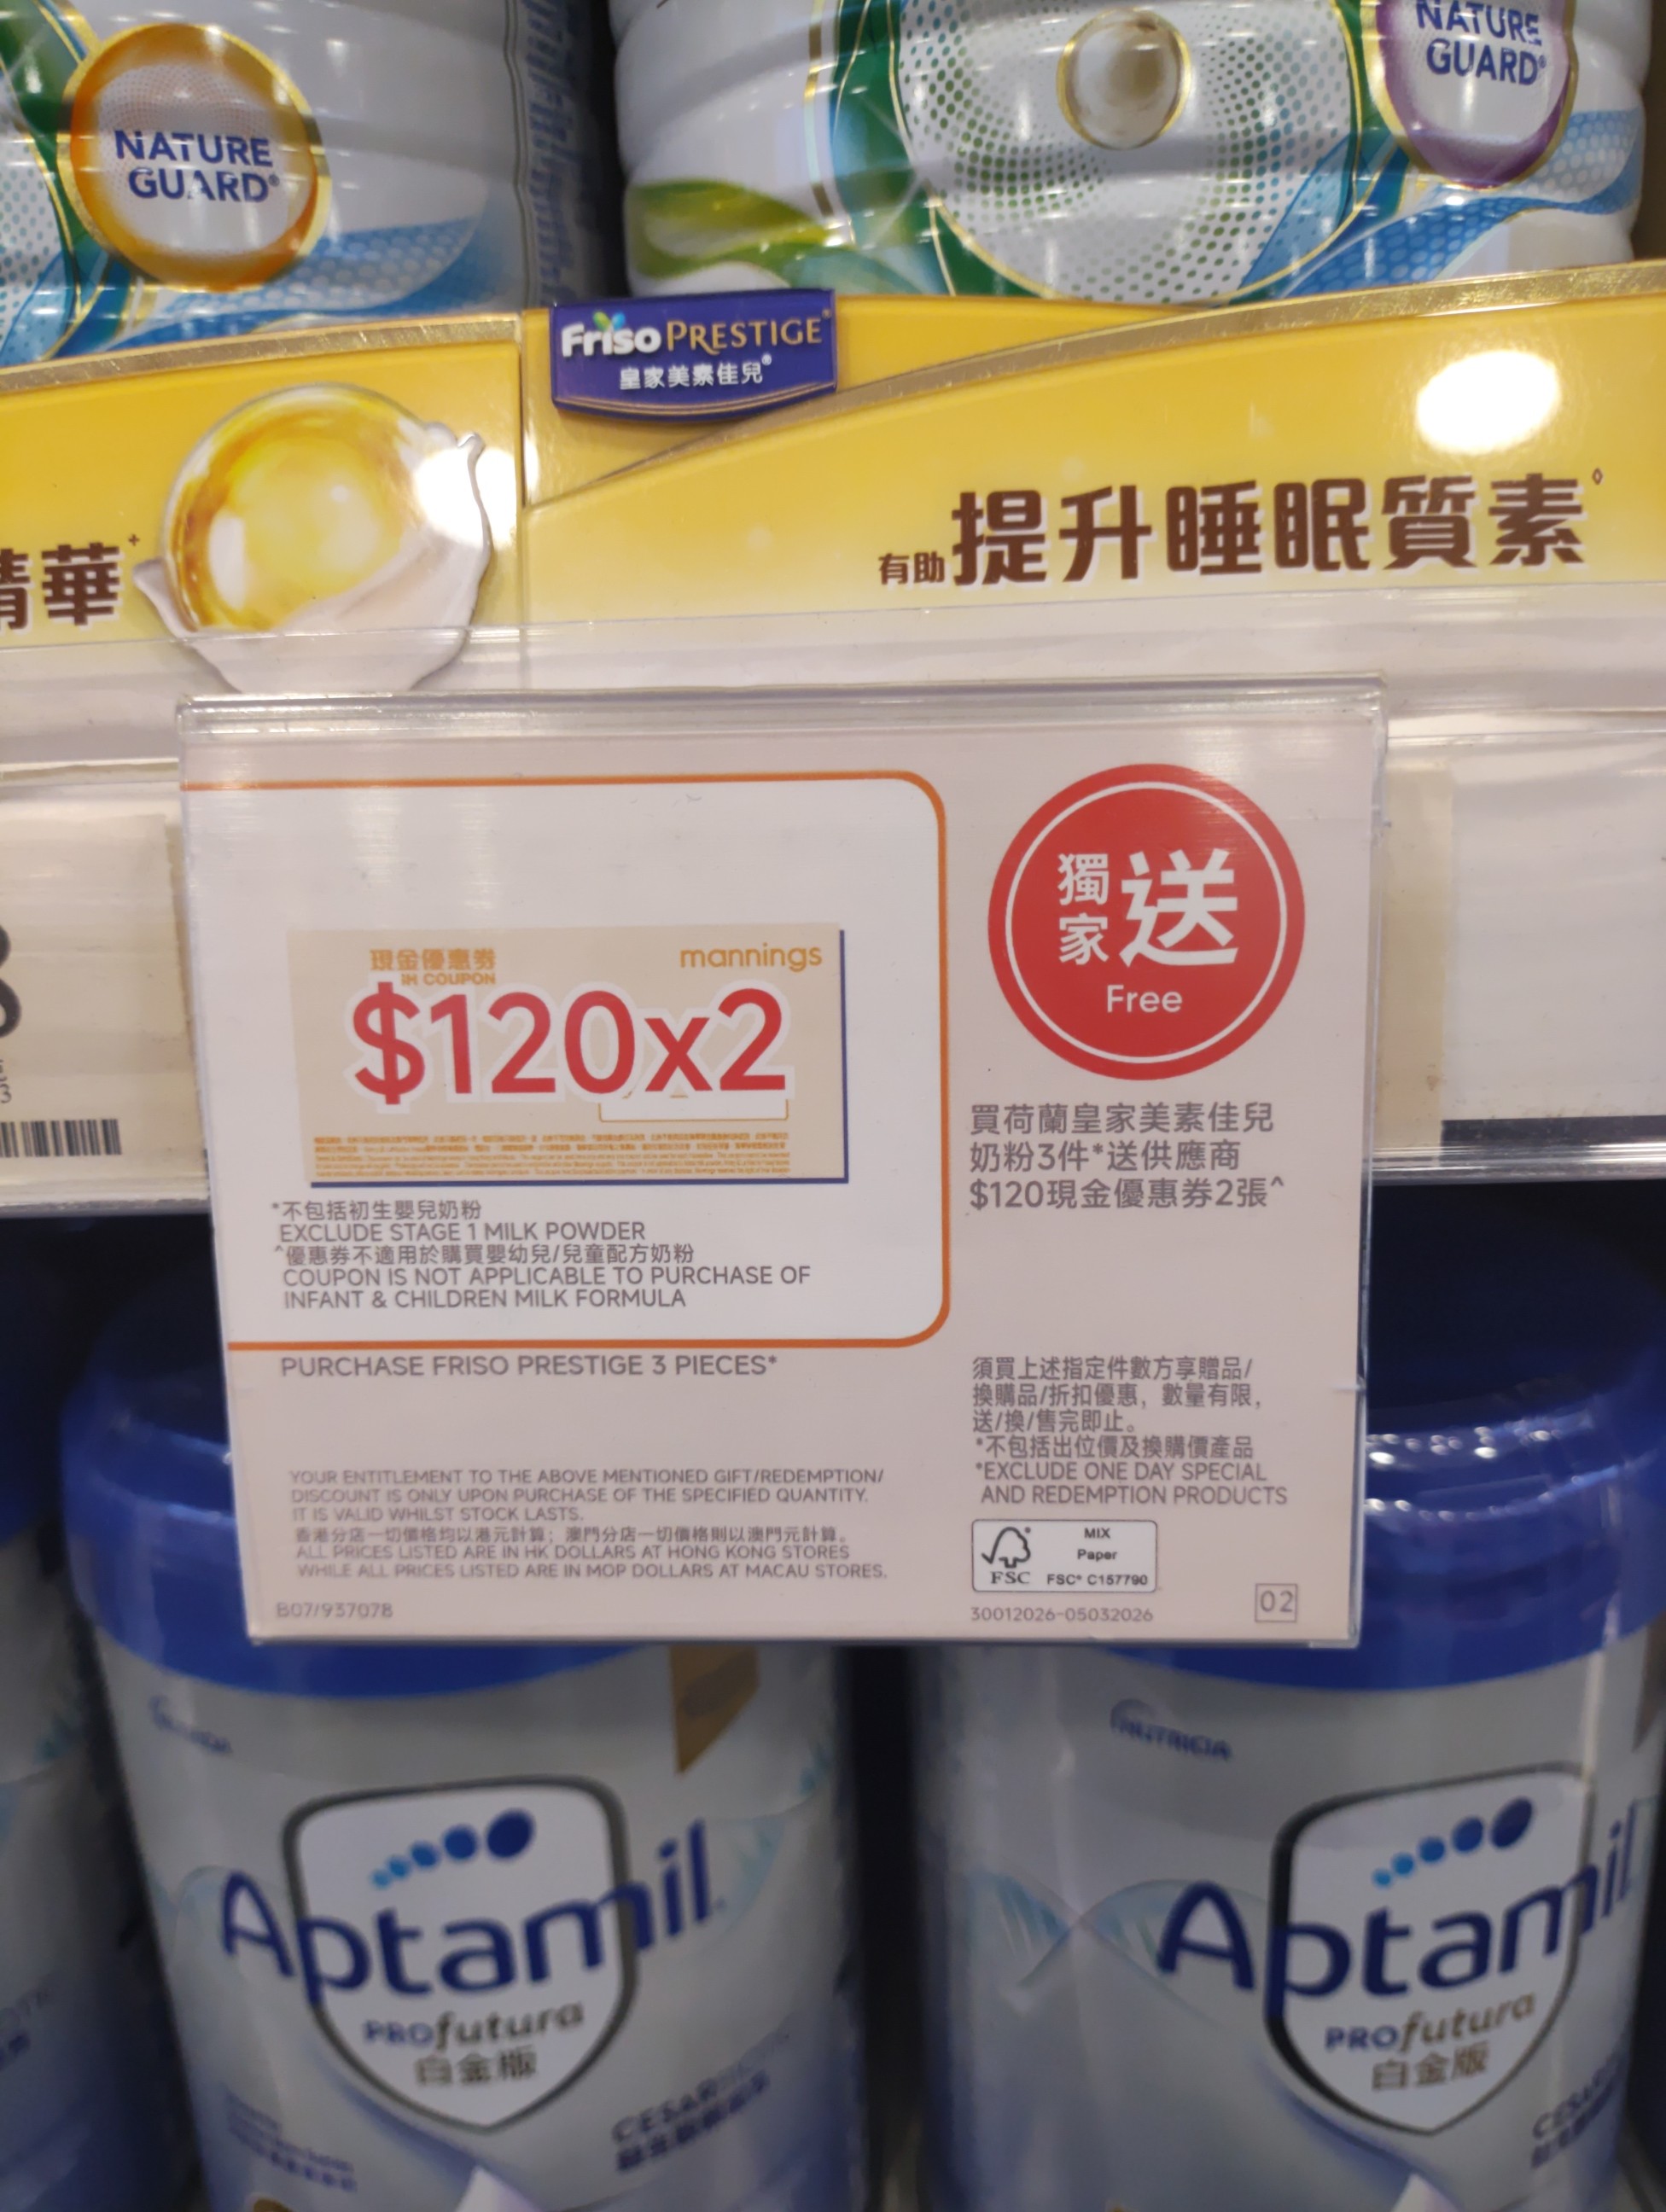 NATURE
GUARD®
NATURE
GUARD®
Friso PRESTIGE®
皇家美素佳兒®
精華+
有助提升睡眠質素◊
現金優惠券
mannings
COUPON
$120x2
獨家送
Free
買荷蘭皇家美素佳兒
奶粉3件*送供應商
$120現金優惠券2張^
*不包括初生嬰兒奶粉
EXCLUDE STAGE 1 MILK POWDER
^優惠券不適用於購買嬰幼兒/兒童配方奶粉
COUPON IS NOT APPLICABLE TO PURCHASE OF
INFANT & CHILDREN MILK FORMULA
PURCHASE FRISO PRESTIGE 3 PIECES*
須買上述指定件數方享贈品/
換購品/折扣優惠，數量有限，
送/換/售完即止。
*不包括出位價及換購價產品
*EXCLUDE ONE DAY SPECIAL
AND REDEMPTION PRODUCTS
YOUR ENTITLEMENT TO THE ABOVE MENTIONED GIFT/REDEMPTION/
DISCOUNT IS ONLY UPON PURCHASE OF THE SPECIFIED QUANTITY.
IT IS VALID WHILST STOCK LASTS.
香港分店一切價格均以港元計算；澳門分店一切價格則以澳門元計算。
ALL PRICES LISTED ARE IN HK DOLLARS AT HONG KONG STORES
WHILE ALL PRICES LISTED ARE IN MOP DOLLARS AT MACAU STORES.
B07/937078
FSC
MIX
Paper
FSC® C157790
30012026-05032026
02
NUTRICIA
Aptamil
PROfutura
白金版
Aptamil
PROfutura
白金版